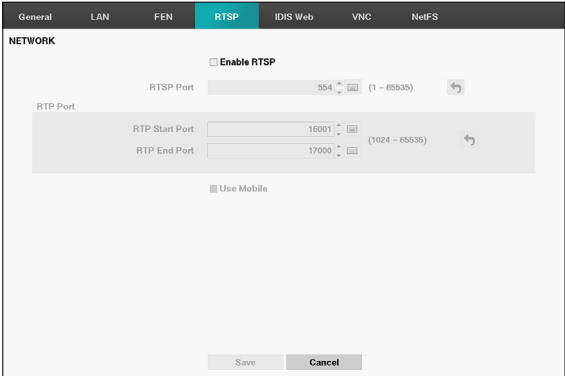 General LAN FEN RTSP IDIS Web VNC NetFS
NETWORK
Enable RTSP
RTSP Port 554 (1 – 65535)
RTP Port
RTP Start Port 16001
(1024 – 65535)
RTP End Port 17000
Use Mobile
Save Cancel